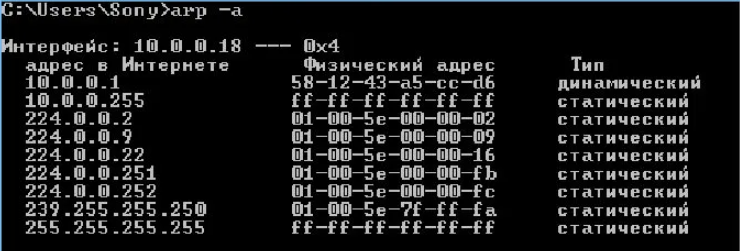 C:\Users\Sony>arp -a
Интерфейс: 10.0.0.18 --- 0x4
адрес в Интернете Физический адрес Тип
10.0.0.1 58-12-43-a5-cc-d6 динамический
10.0.0.255 ff-ff-ff-ff-ff-ff статический
224.0.0.2 01-00-5e-00-00-02 статический
224.0.0.9 01-00-5e-00-00-09 статический
224.0.0.22 01-00-5e-00-00-16 статический
224.0.0.251 01-00-5e-00-00-fb статический
224.0.0.252 01-00-5e-00-00-fc статический
239.255.255.250 01-00-5e-7f-ff-fa статический
255.255.255.255 ff-ff-ff-ff-ff-ff статический